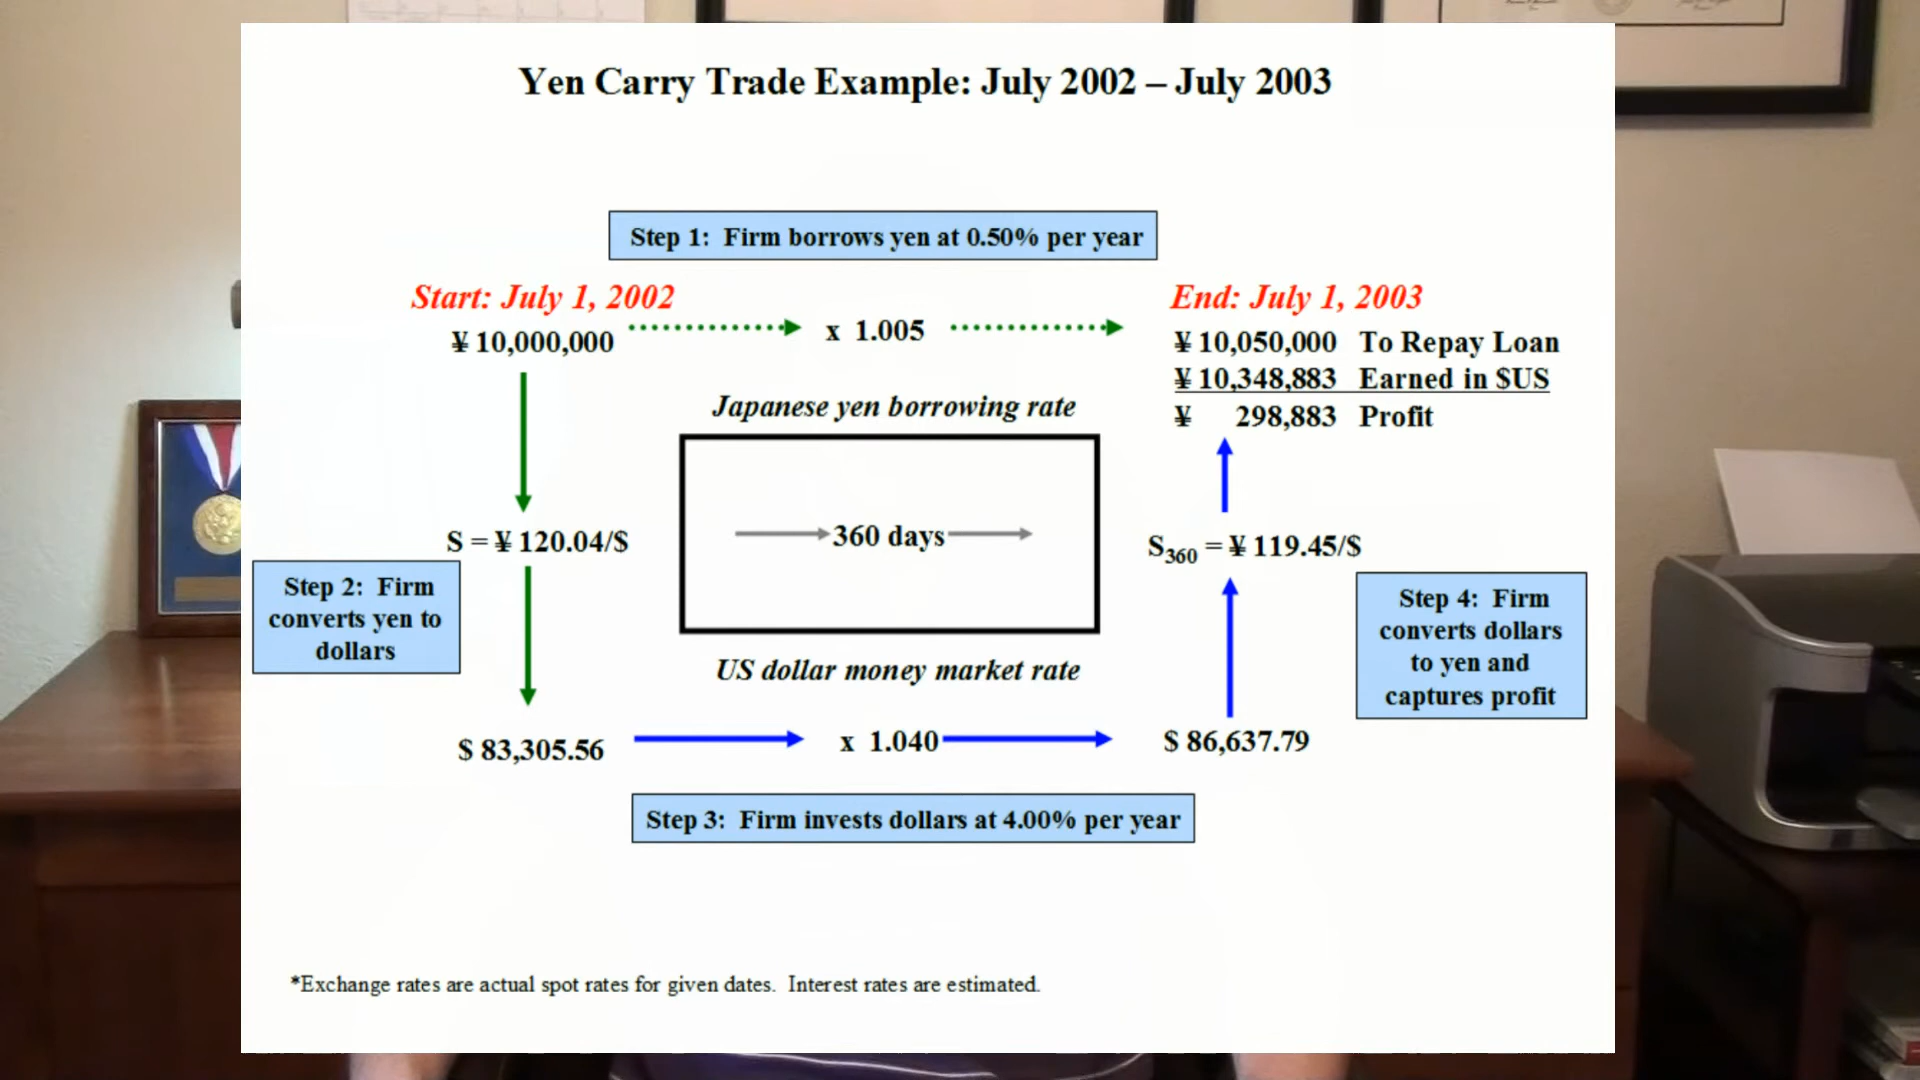 Yen Carry Trade Example: July 2002 – July 2003
Step 1: Firm borrows yen at 0.50% per year
Start: July 1, 2002
End: July 1, 2003
¥ 10,000,000
x 1.005
¥ 10,050,000 To Repay Loan
¥ 10,348,883 Earned in $US
¥ 298,883 Profit
Japanese yen borrowing rate
S = ¥ 120.04/$
360 days
S360 = ¥ 119.45/$
Step 2: Firm
converts yen to
dollars
Step 4: Firm
converts dollars
to yen and
captures profit
US dollar money market rate
$ 83,305.56
x 1.040
$ 86,637.79
Step 3: Firm invests dollars at 4.00% per year
*Exchange rates are actual spot rates for given dates. Interest rates are estimated.